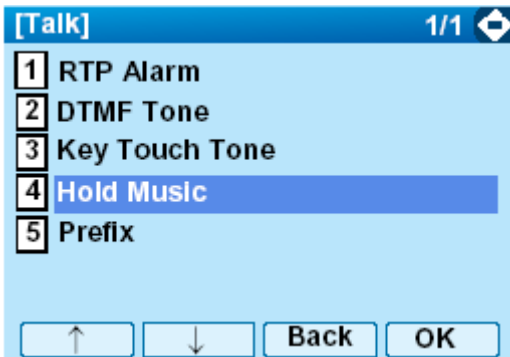 [Talk] 1/1
1 RTP Alarm
2 DTMF Tone
3 Key Touch Tone
4 Hold Music
5 Prefix
↑ ↓ Back OK